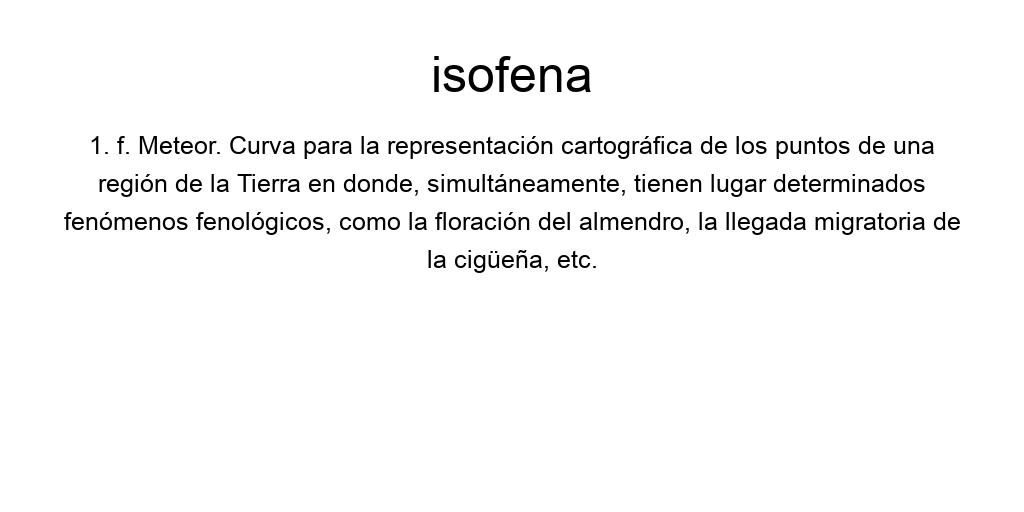 isofena
1. f. Meteor. Curva para la representación cartográfica de los puntos de una
región de la Tierra en donde, simultáneamente, tienen lugar determinados
fenómenos fenológicos, como la floración del almendro, la llegada migratoria de
la cigüeña, etc.